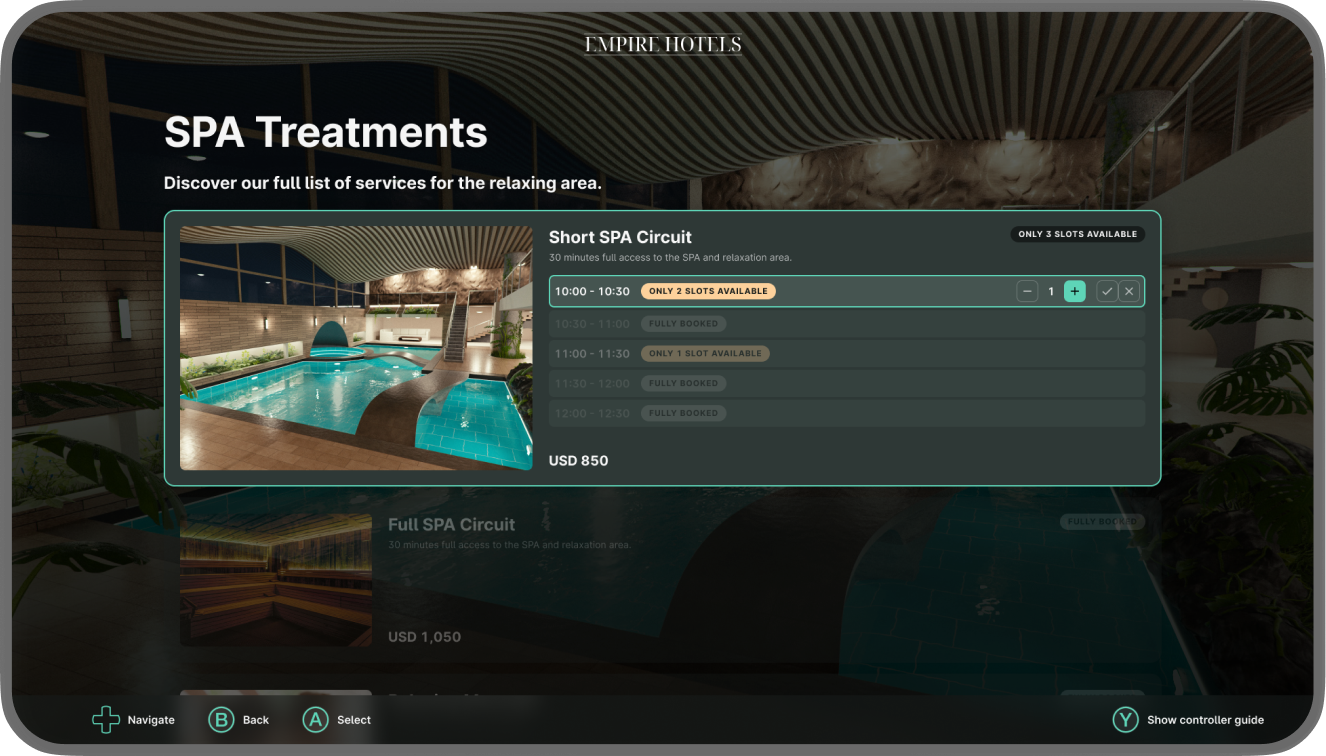 EMPIRE HOTELS
SPA Treatments
Discover our full list of services for the relaxing area.
Short SPA Circuit
ONLY 3 SLOTS AVAILABLE
30 minutes full access to the SPA and relaxation area.
10:00 - 10:30 ONLY 2 SLOTS AVAILABLE − 1 +
10:30 - 11:00 FULLY BOOKED
11:00 - 11:30 ONLY 1 SLOT AVAILABLE
11:30 - 12:00 FULLY BOOKED
12:00 - 12:30 FULLY BOOKED
USD 850
Full SPA Circuit
FULLY BOOKED
30 minutes full access to the SPA and relaxation area.
USD 1,050
Navigate B Back A Select Y Show controller guide